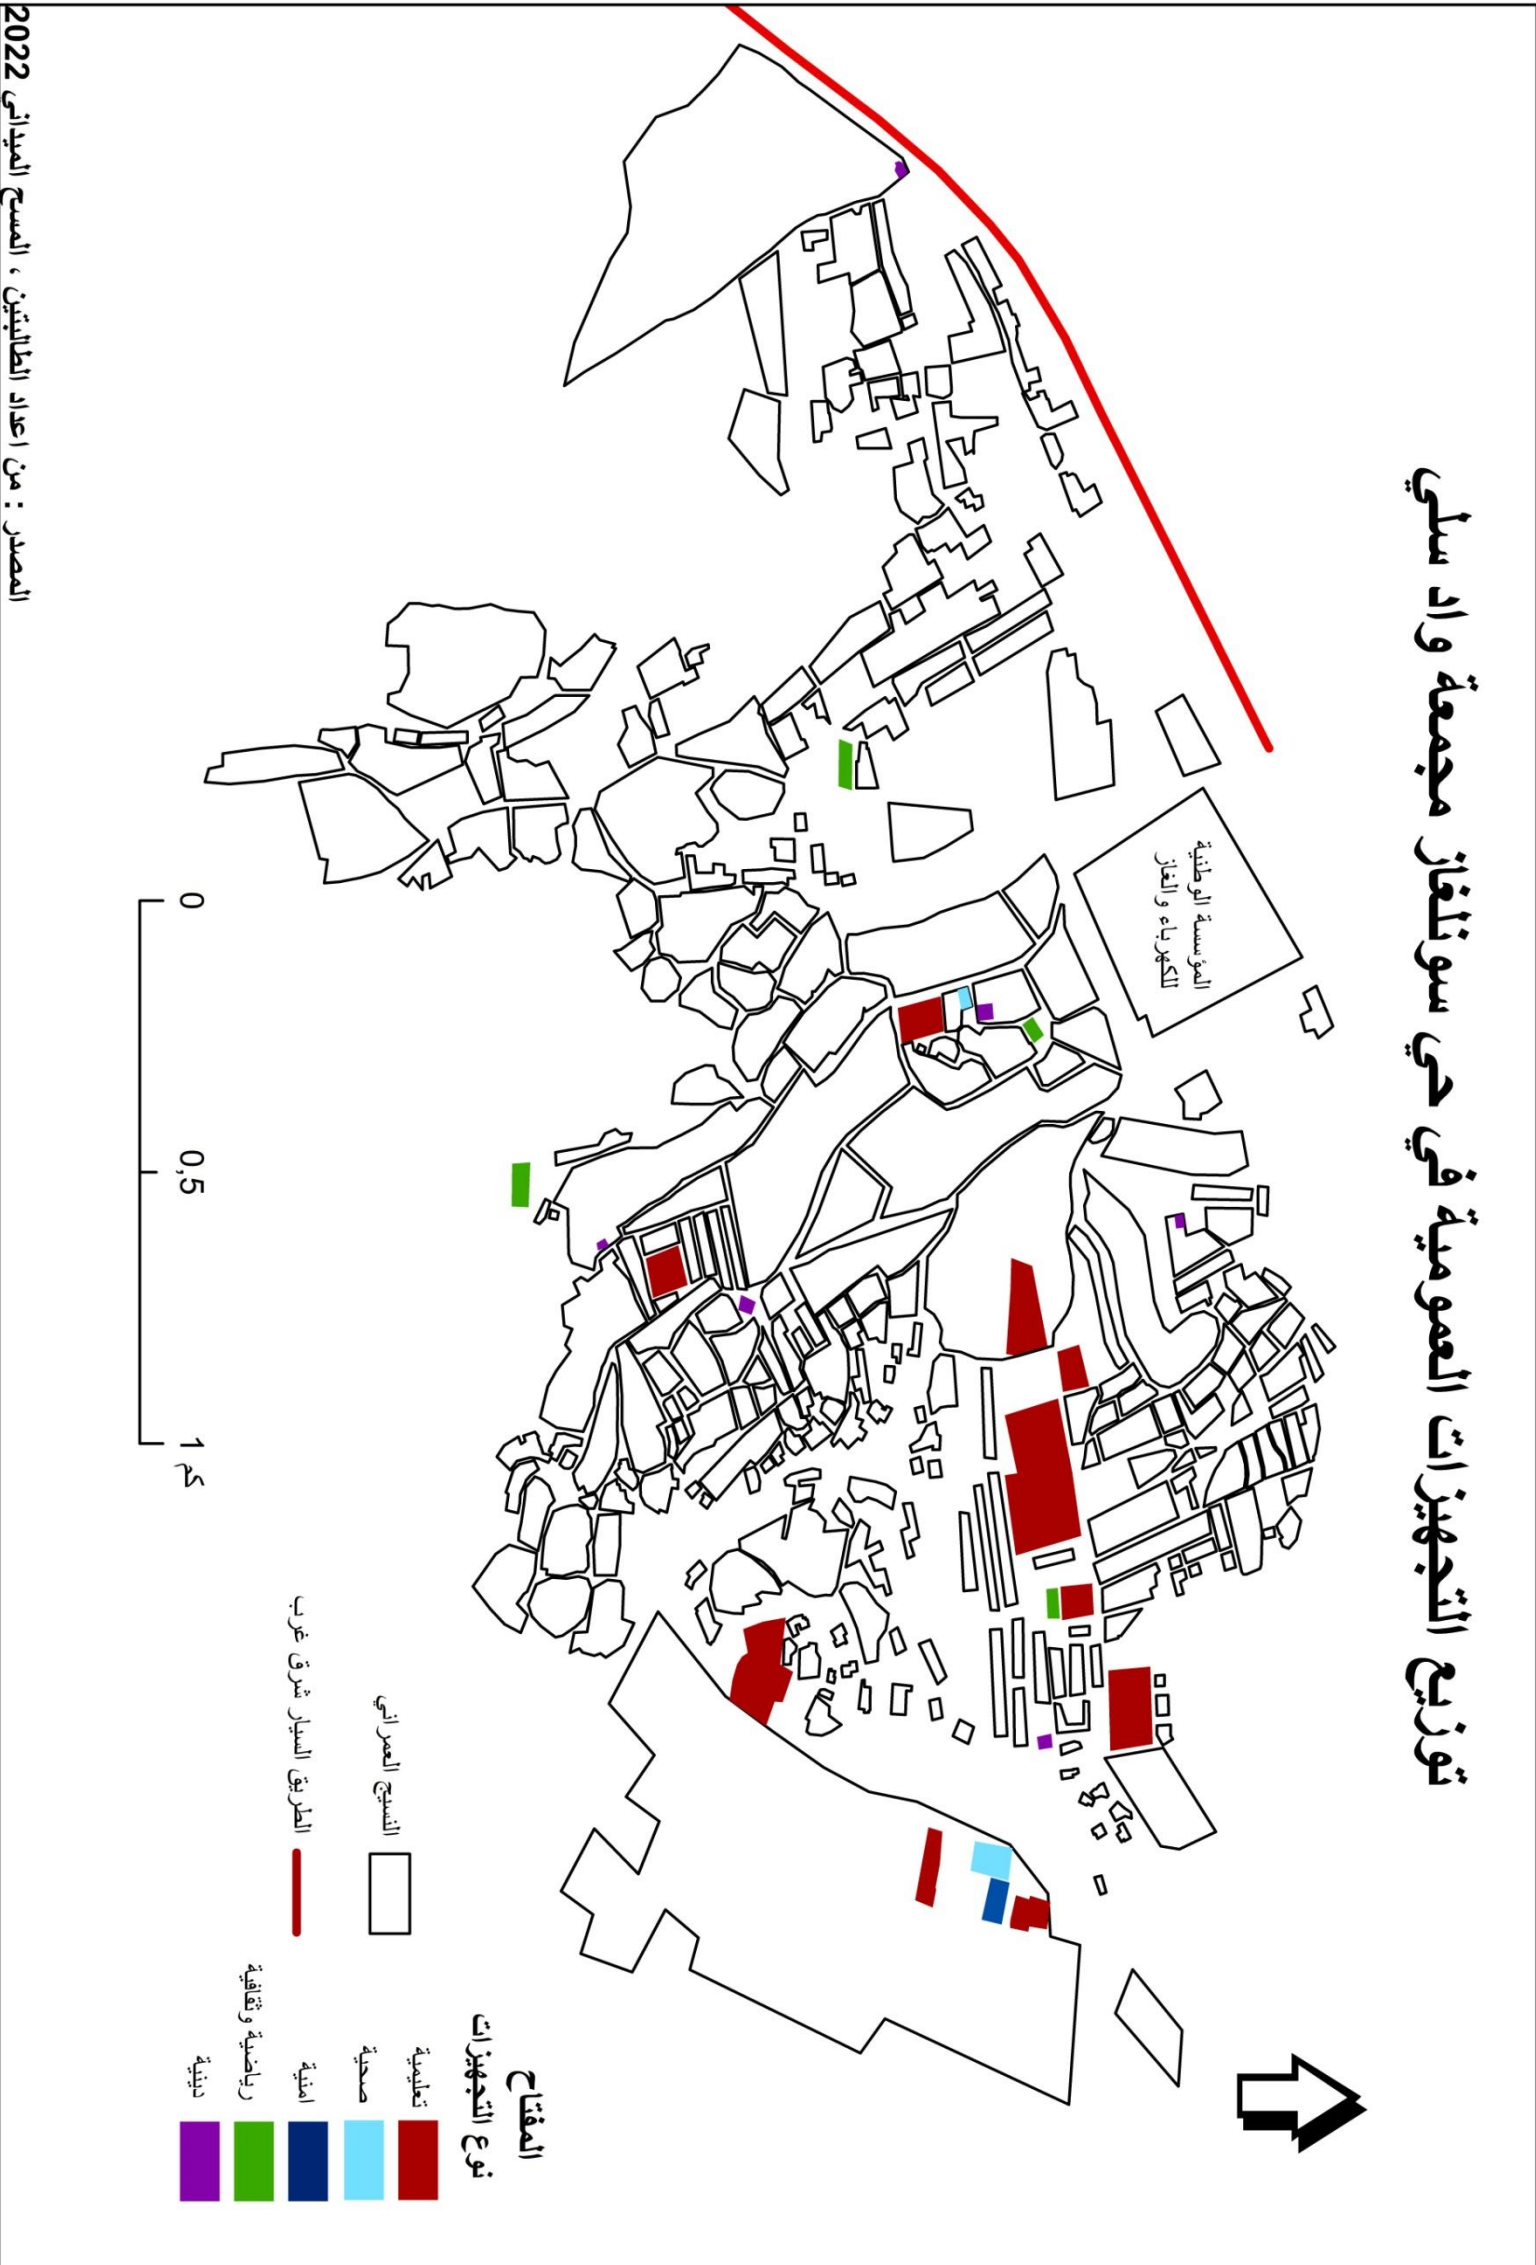 توزيع التجهيزات العمومية في حي سونلغاز مجمعة واد سلي
المؤسسة الوطنية
للكهرباء والغاز
المفتاح
نوع التجهيزات
تعليمية
صحية
امنية
رياضية وثقافية
دينية
النسيج العمراني
الطريق السيار شرق غرب
0
0,5
1 كم
المصدر : من اعداد الطالبتين ، المسح الميداني 2022